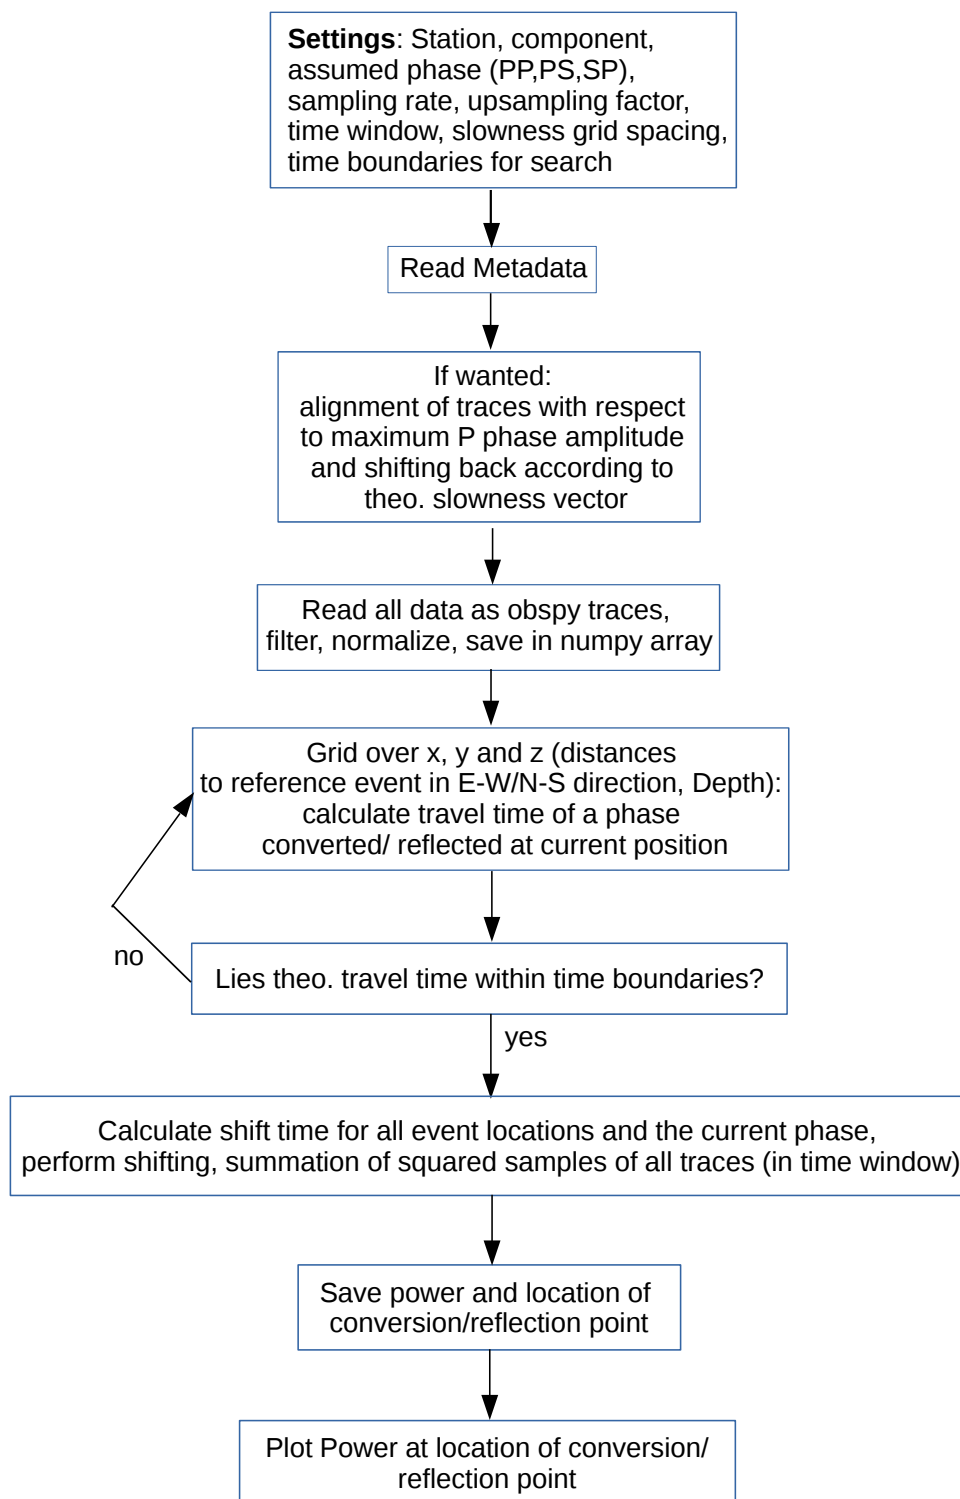 Settings: Station, component,
assumed phase (PP,PS,SP),
sampling rate, upsampling factor,
time window, slowness grid spacing,
time boundaries for search
Read Metadata
If wanted:
alignment of traces with respect
to maximum P phase amplitude
and shifting back according to
theo. slowness vector
Read all data as obspy traces,
filter, normalize, save in numpy array
Grid over x, y and z (distances
to reference event in E-W/N-S direction, Depth):
calculate travel time of a phase
converted/ reflected at current position
no
Lies theo. travel time within time boundaries?
yes
Calculate shift time for all event locations and the current phase,
perform shifting, summation of squared samples of all traces (in time window)
Save power and location of
conversion/reflection point
Plot Power at location of conversion/
reflection point